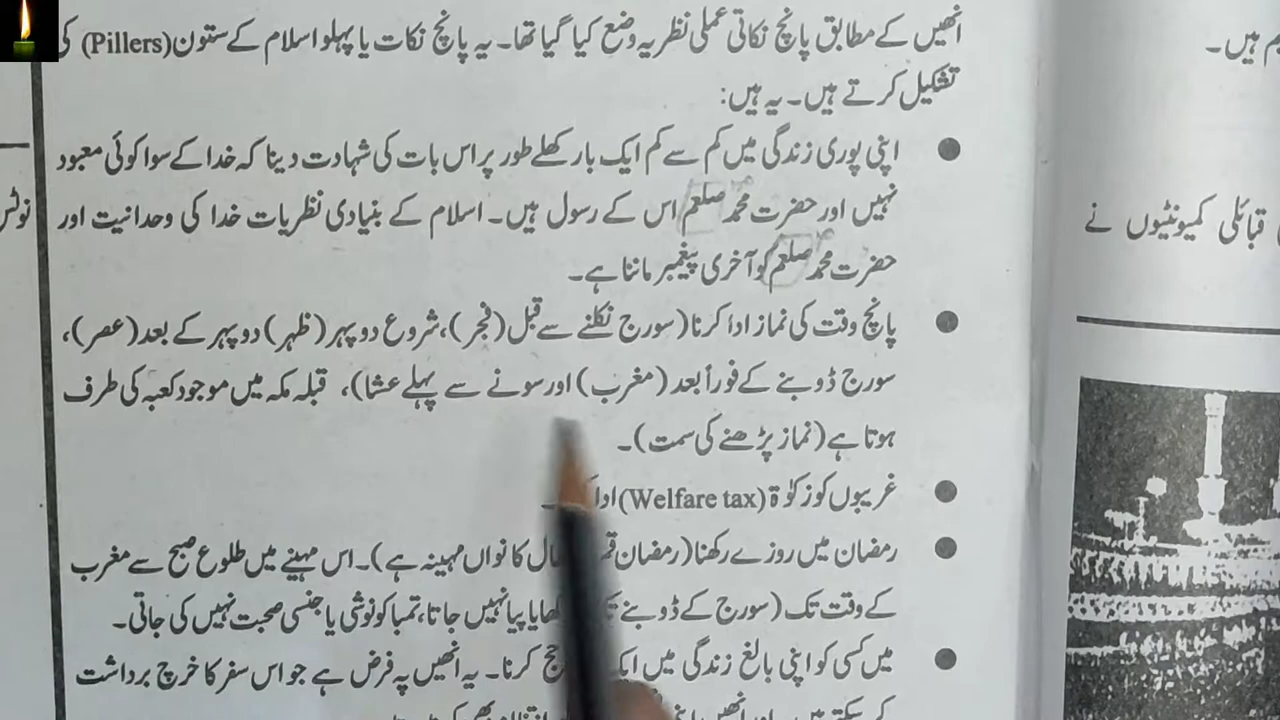 انھیں کے مطابق پانچ نکاتی عملی نظریہ وضع کیا گیا تھا۔ یہ پانچ نکات یا پہلو اسلام کے ستون (Pillers) کی
تشکیل کرتے ہیں۔ یہ ہیں:
● اپنی پوری زندگی میں کم سے کم ایک بار کھلے طور پر اس بات کی شہادت دینا کہ خدا کے سوا کوئی معبود
نہیں اور حضرت محمد صلعم اس کے رسول ہیں۔ اسلام کے بنیادی نظریات خدا کی وحدانیت اور
حضرت محمد صلعم کو آخری پیغمبر ماننا ہے۔
● پانچ وقت کی نماز ادا کرنا (سورج نکلنے سے قبل (فجر)، شروع دوپہر (ظہر) دوپہر کے بعد (عصر)،
سورج ڈوبنے کے فوراً بعد (مغرب) اور سونے سے پہلے عشا)، قبلہ مکہ میں موجود کعبہ کی طرف
ہوتا ہے (نماز پڑھنے کی سمت)۔
● غریبوں کو زکوٰۃ (Welfare tax) ادا
● رمضان میں روزے رکھنا (رمضان کا نواں مہینہ ہے)۔ اس مہینے میں طلوع صبح سے مغرب
کے وقت تک (سورج کے ڈوبنے کھایا پیا نہیں جاتا، تمباکو نوشی یا جنسی صحبت نہیں کی جاتی۔
● میں کسی کو اپنی بالغ زندگی میں حج کرنا۔ یہ انھیں پہ فرض ہے جو اس سفر کا خرچ برداشت
ہیں۔
قبائلی کمیونٹیوں نے
نوٹس